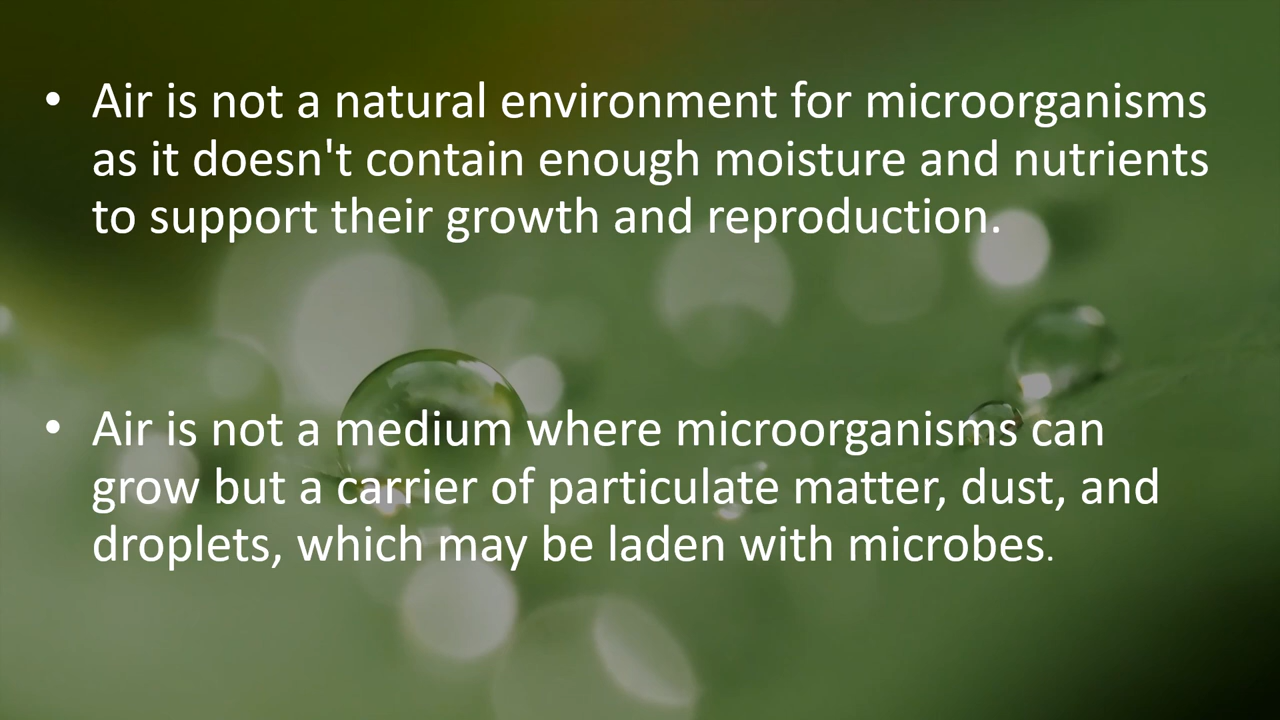 • Air is not a natural environment for microorganisms
as it doesn't contain enough moisture and nutrients
to support their growth and reproduction.
• Air is not a medium where microorganisms can
grow but a carrier of particulate matter, dust, and
droplets, which may be laden with microbes.